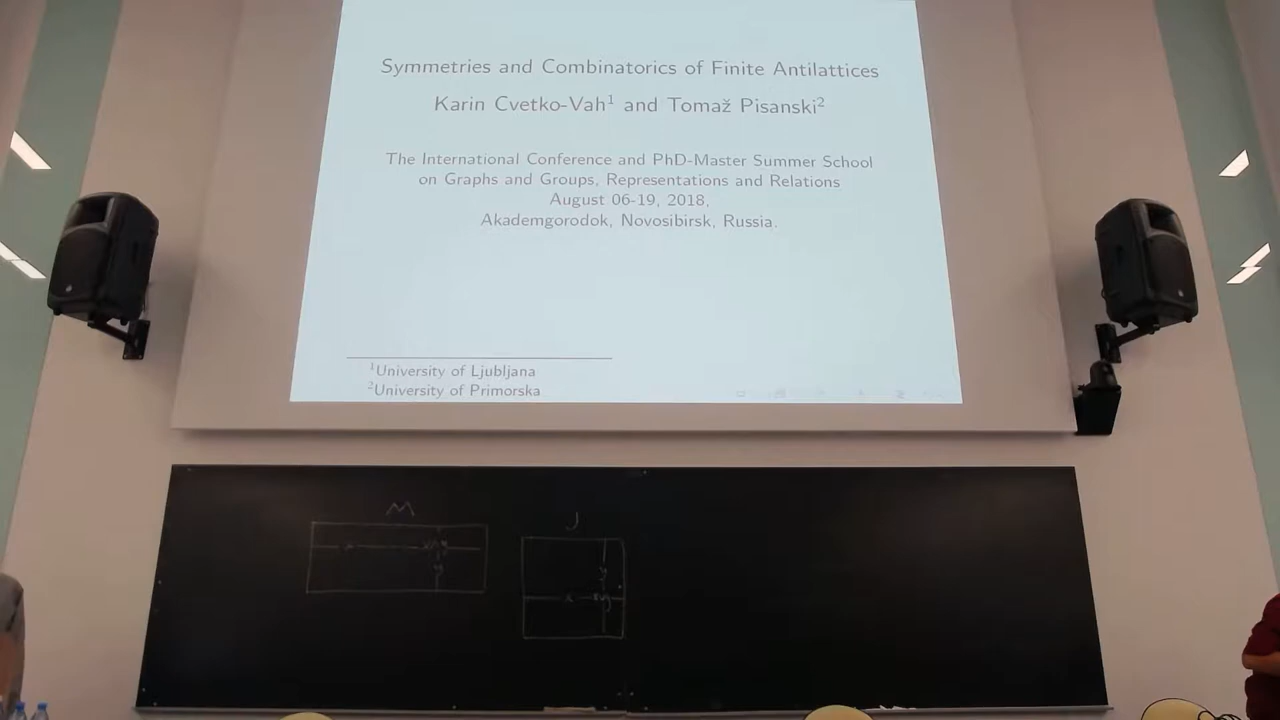 Symmetries and Combinatorics of Finite Antilattices
Karin Cvetko-Vah¹ and Tomaž Pisanski²
The International Conference and PhD-Master Summer School
on Graphs and Groups, Representations and Relations
August 06-19, 2018,
Akademgorodok, Novosibirsk, Russia.
¹University of Ljubljana
²University of Primorska
M
J